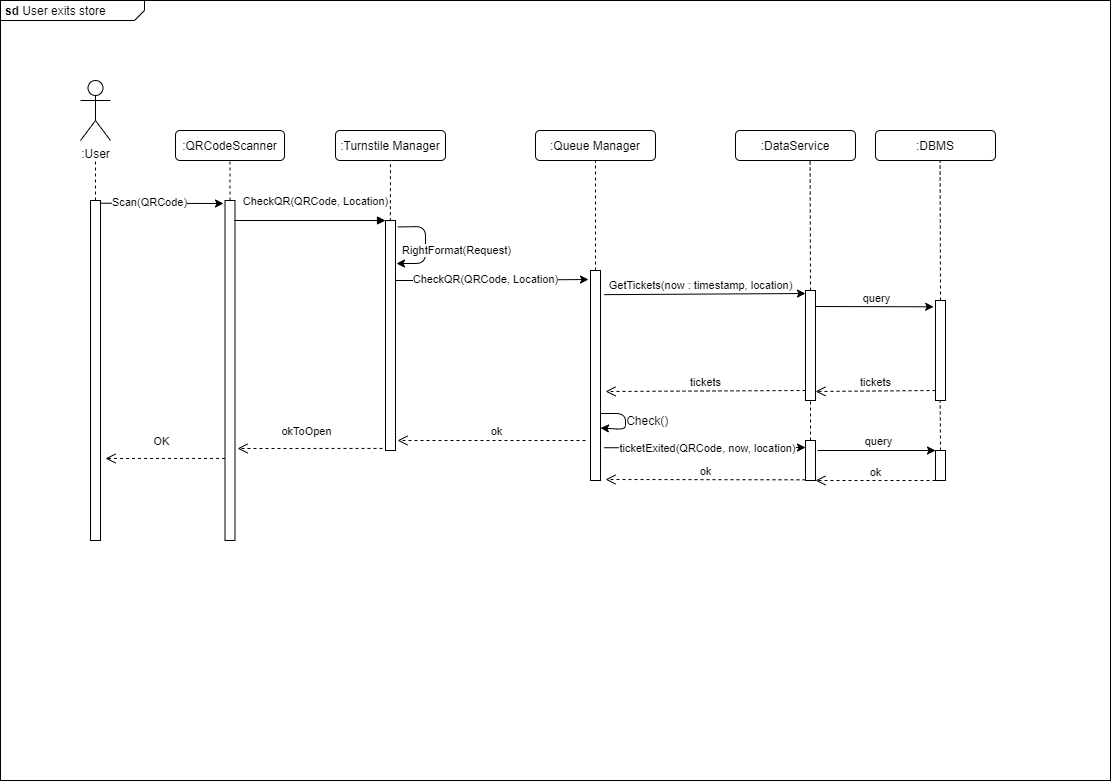 sd User exits store
:User
:QRCodeScanner
:Turnstile Manager
:Queue Manager
:DataService
:DBMS
Scan(QRCode)
CheckQR(QRCode, Location)
RightFormat(Request)
CheckQR(QRCode, Location)
GetTickets(now : timestamp, location)
query
tickets
tickets
Check()
ok
okToOpen
OK
ticketExited(QRCode, now, location)
query
ok
ok